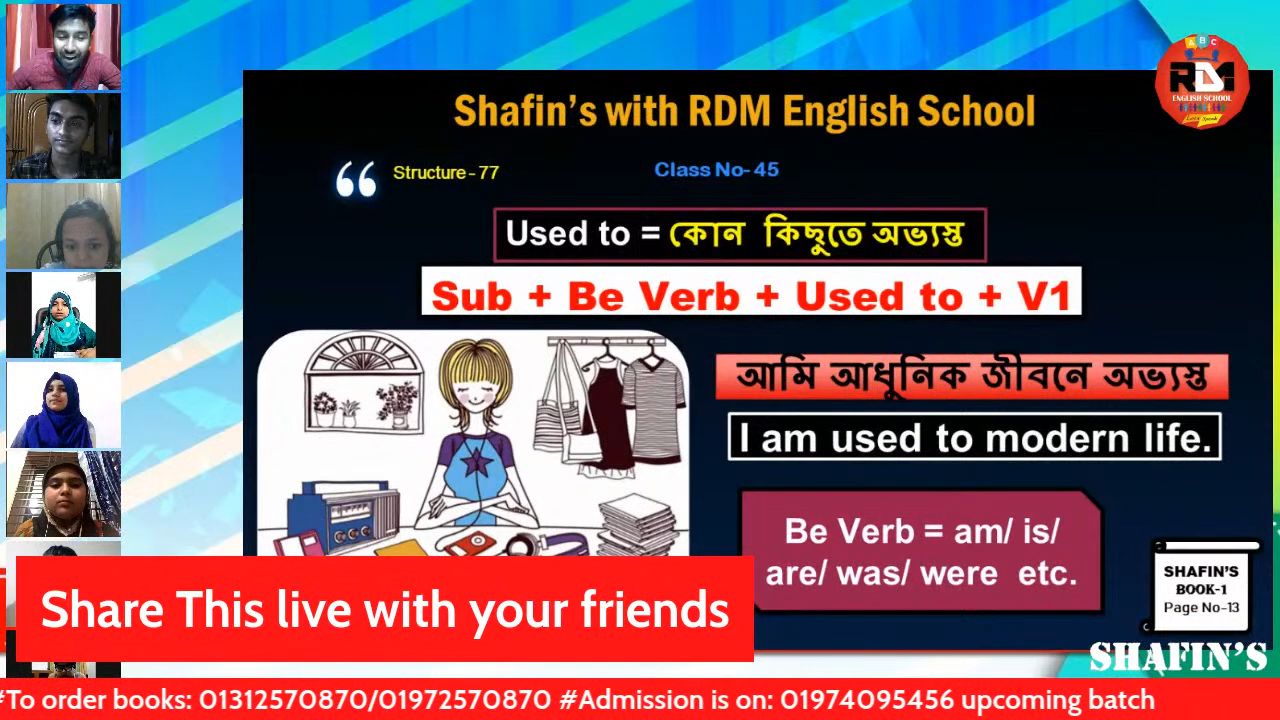 A B C
RDM
ENGLISH SCHOOL
Shafin's with RDM English School
Structure - 77
Class No- 45
Used to = কোন কিছুতে অভ্যস্ত
Sub + Be Verb + Used to + V1
আমি আধুনিক জীবনে অভ্যস্ত
I am used to modern life.
Be Verb = am/ is/
are/ was/ were etc.
SHAFIN'S
BOOK-1
Page No-13
Share This live with your friends
SHAFIN'S
#To order books: 01312570870/01972570870 #Admission is on: 01974095456 upcoming batch